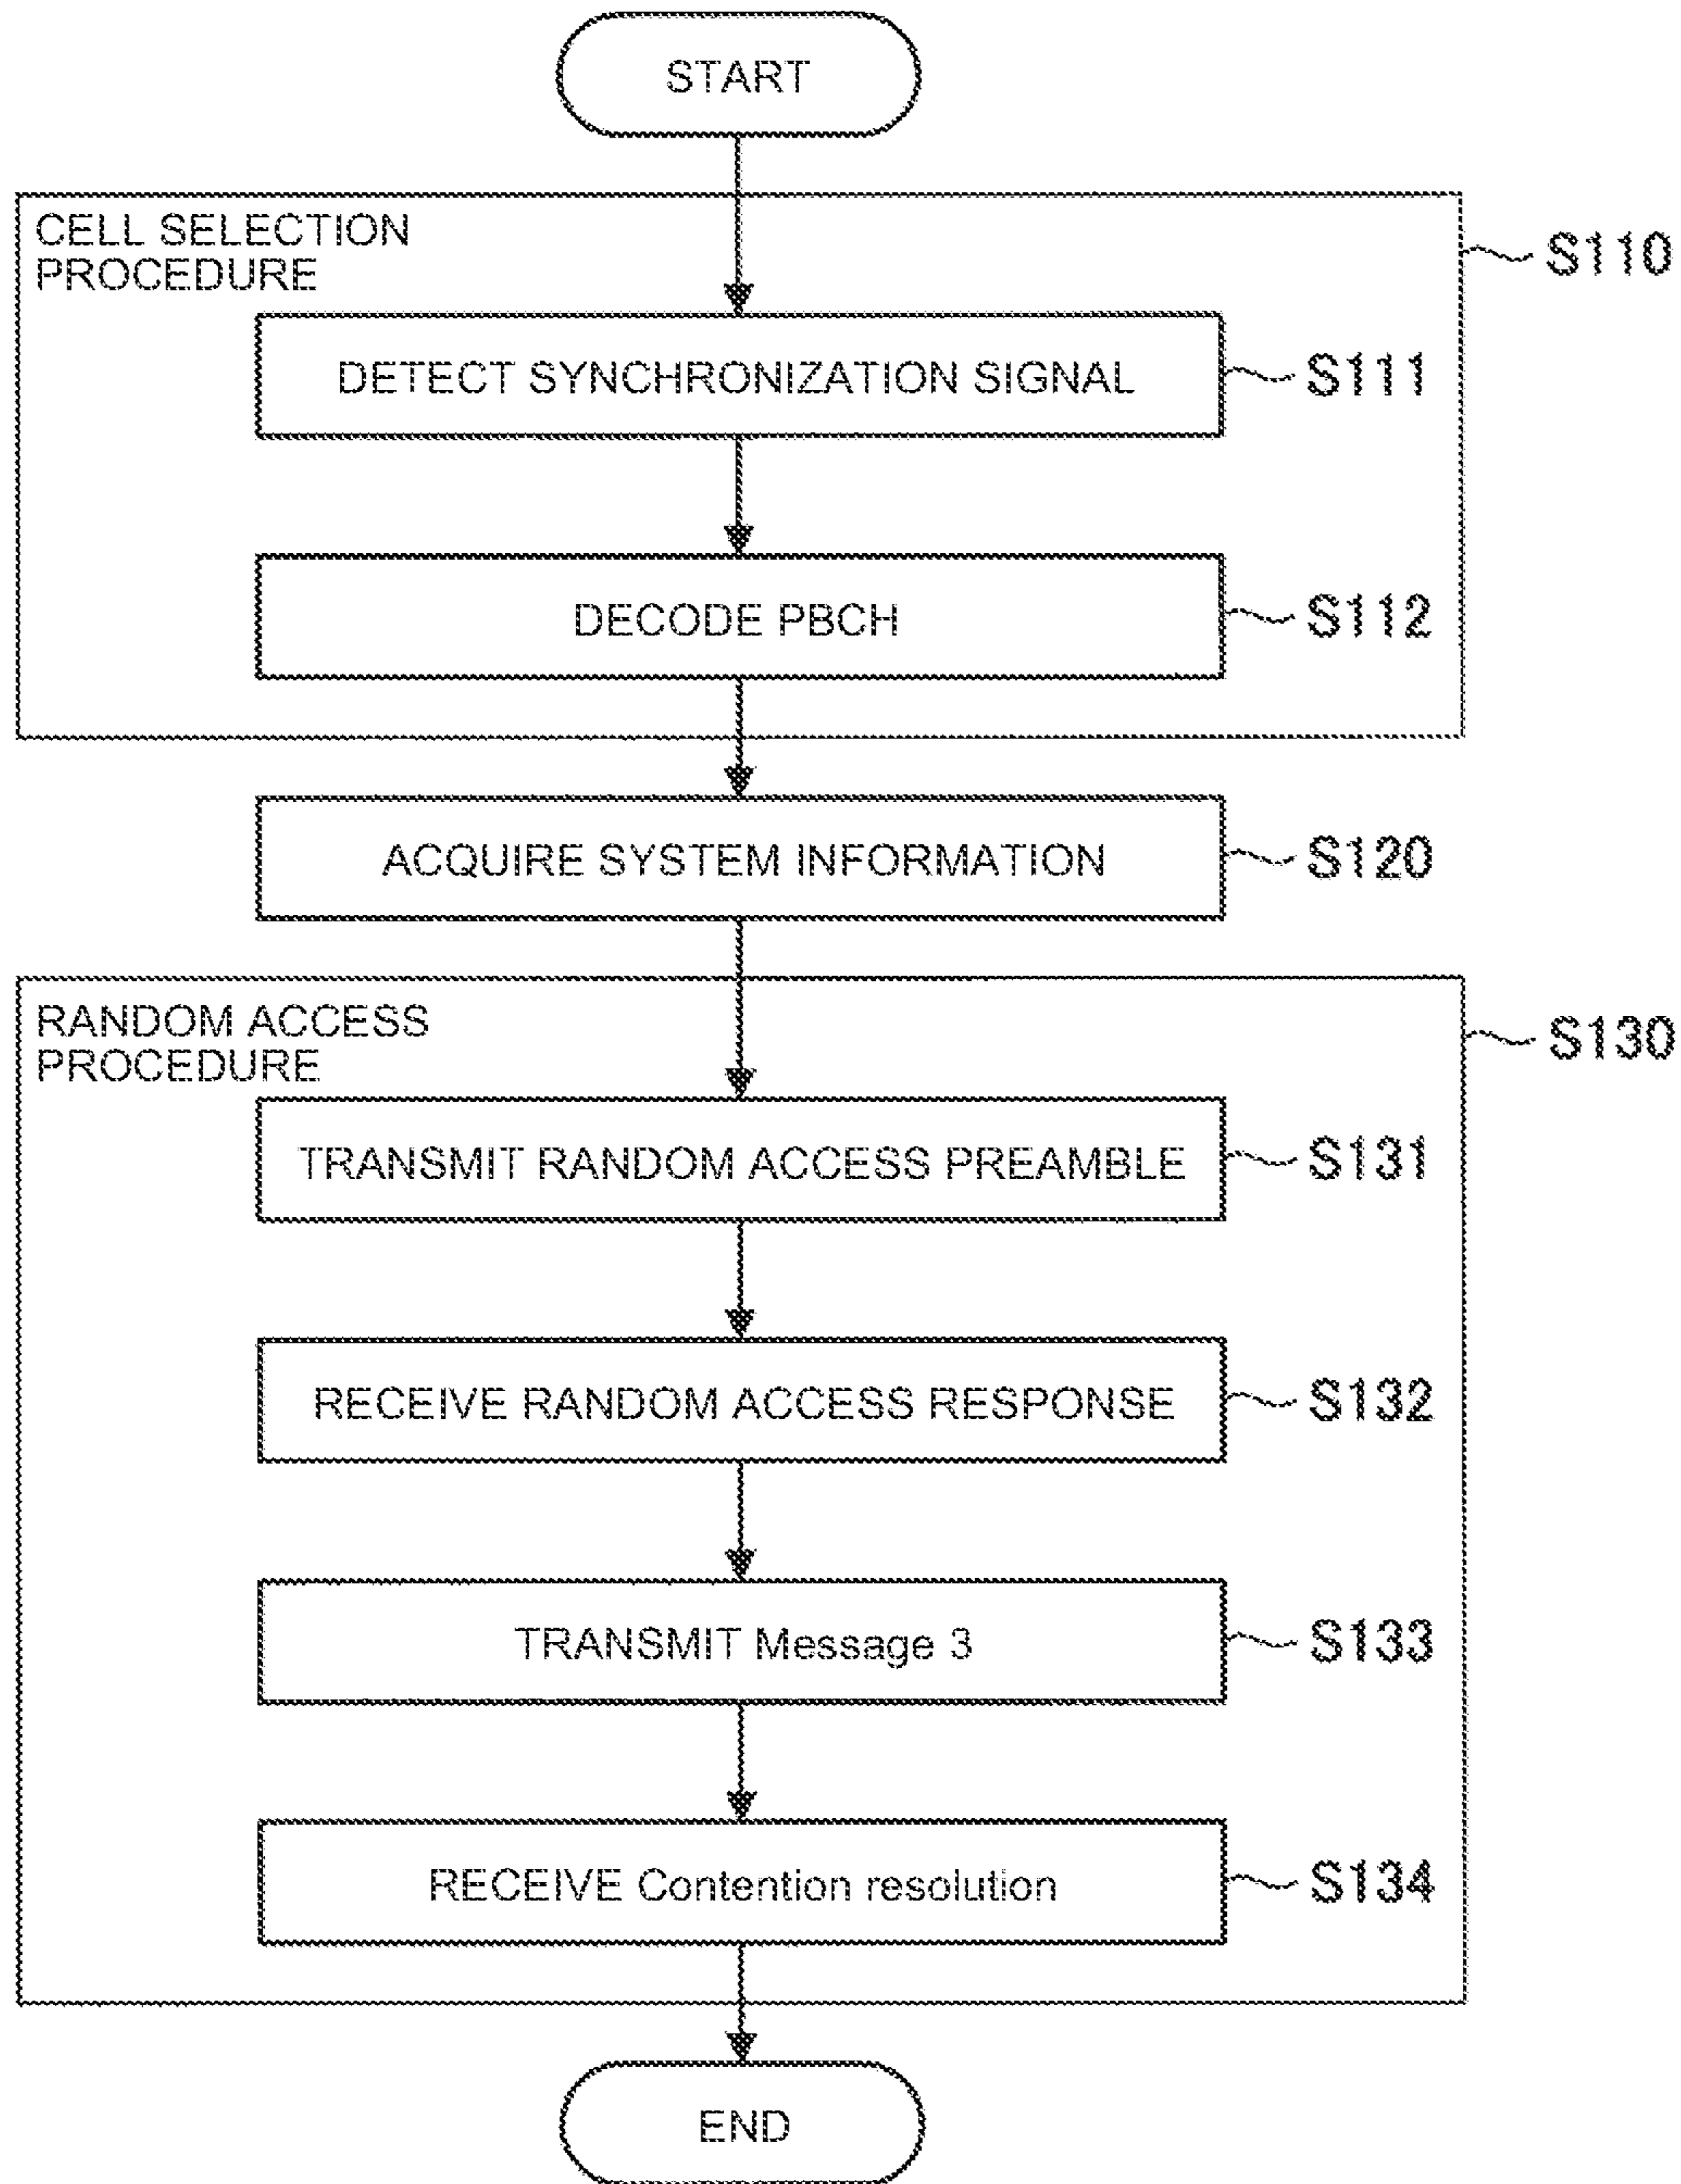 START
CELL SELECTION
PROCEDURE
S110
DETECT SYNCHRONIZATION SIGNAL
S111
DECODE PBCH
S112
ACQUIRE SYSTEM INFORMATION
S120
RANDOM ACCESS
PROCEDURE
S130
TRANSMIT RANDOM ACCESS PREAMBLE
S131
RECEIVE RANDOM ACCESS RESPONSE
S132
TRANSMIT Message 3
S133
RECEIVE Contention resolution
S134
END